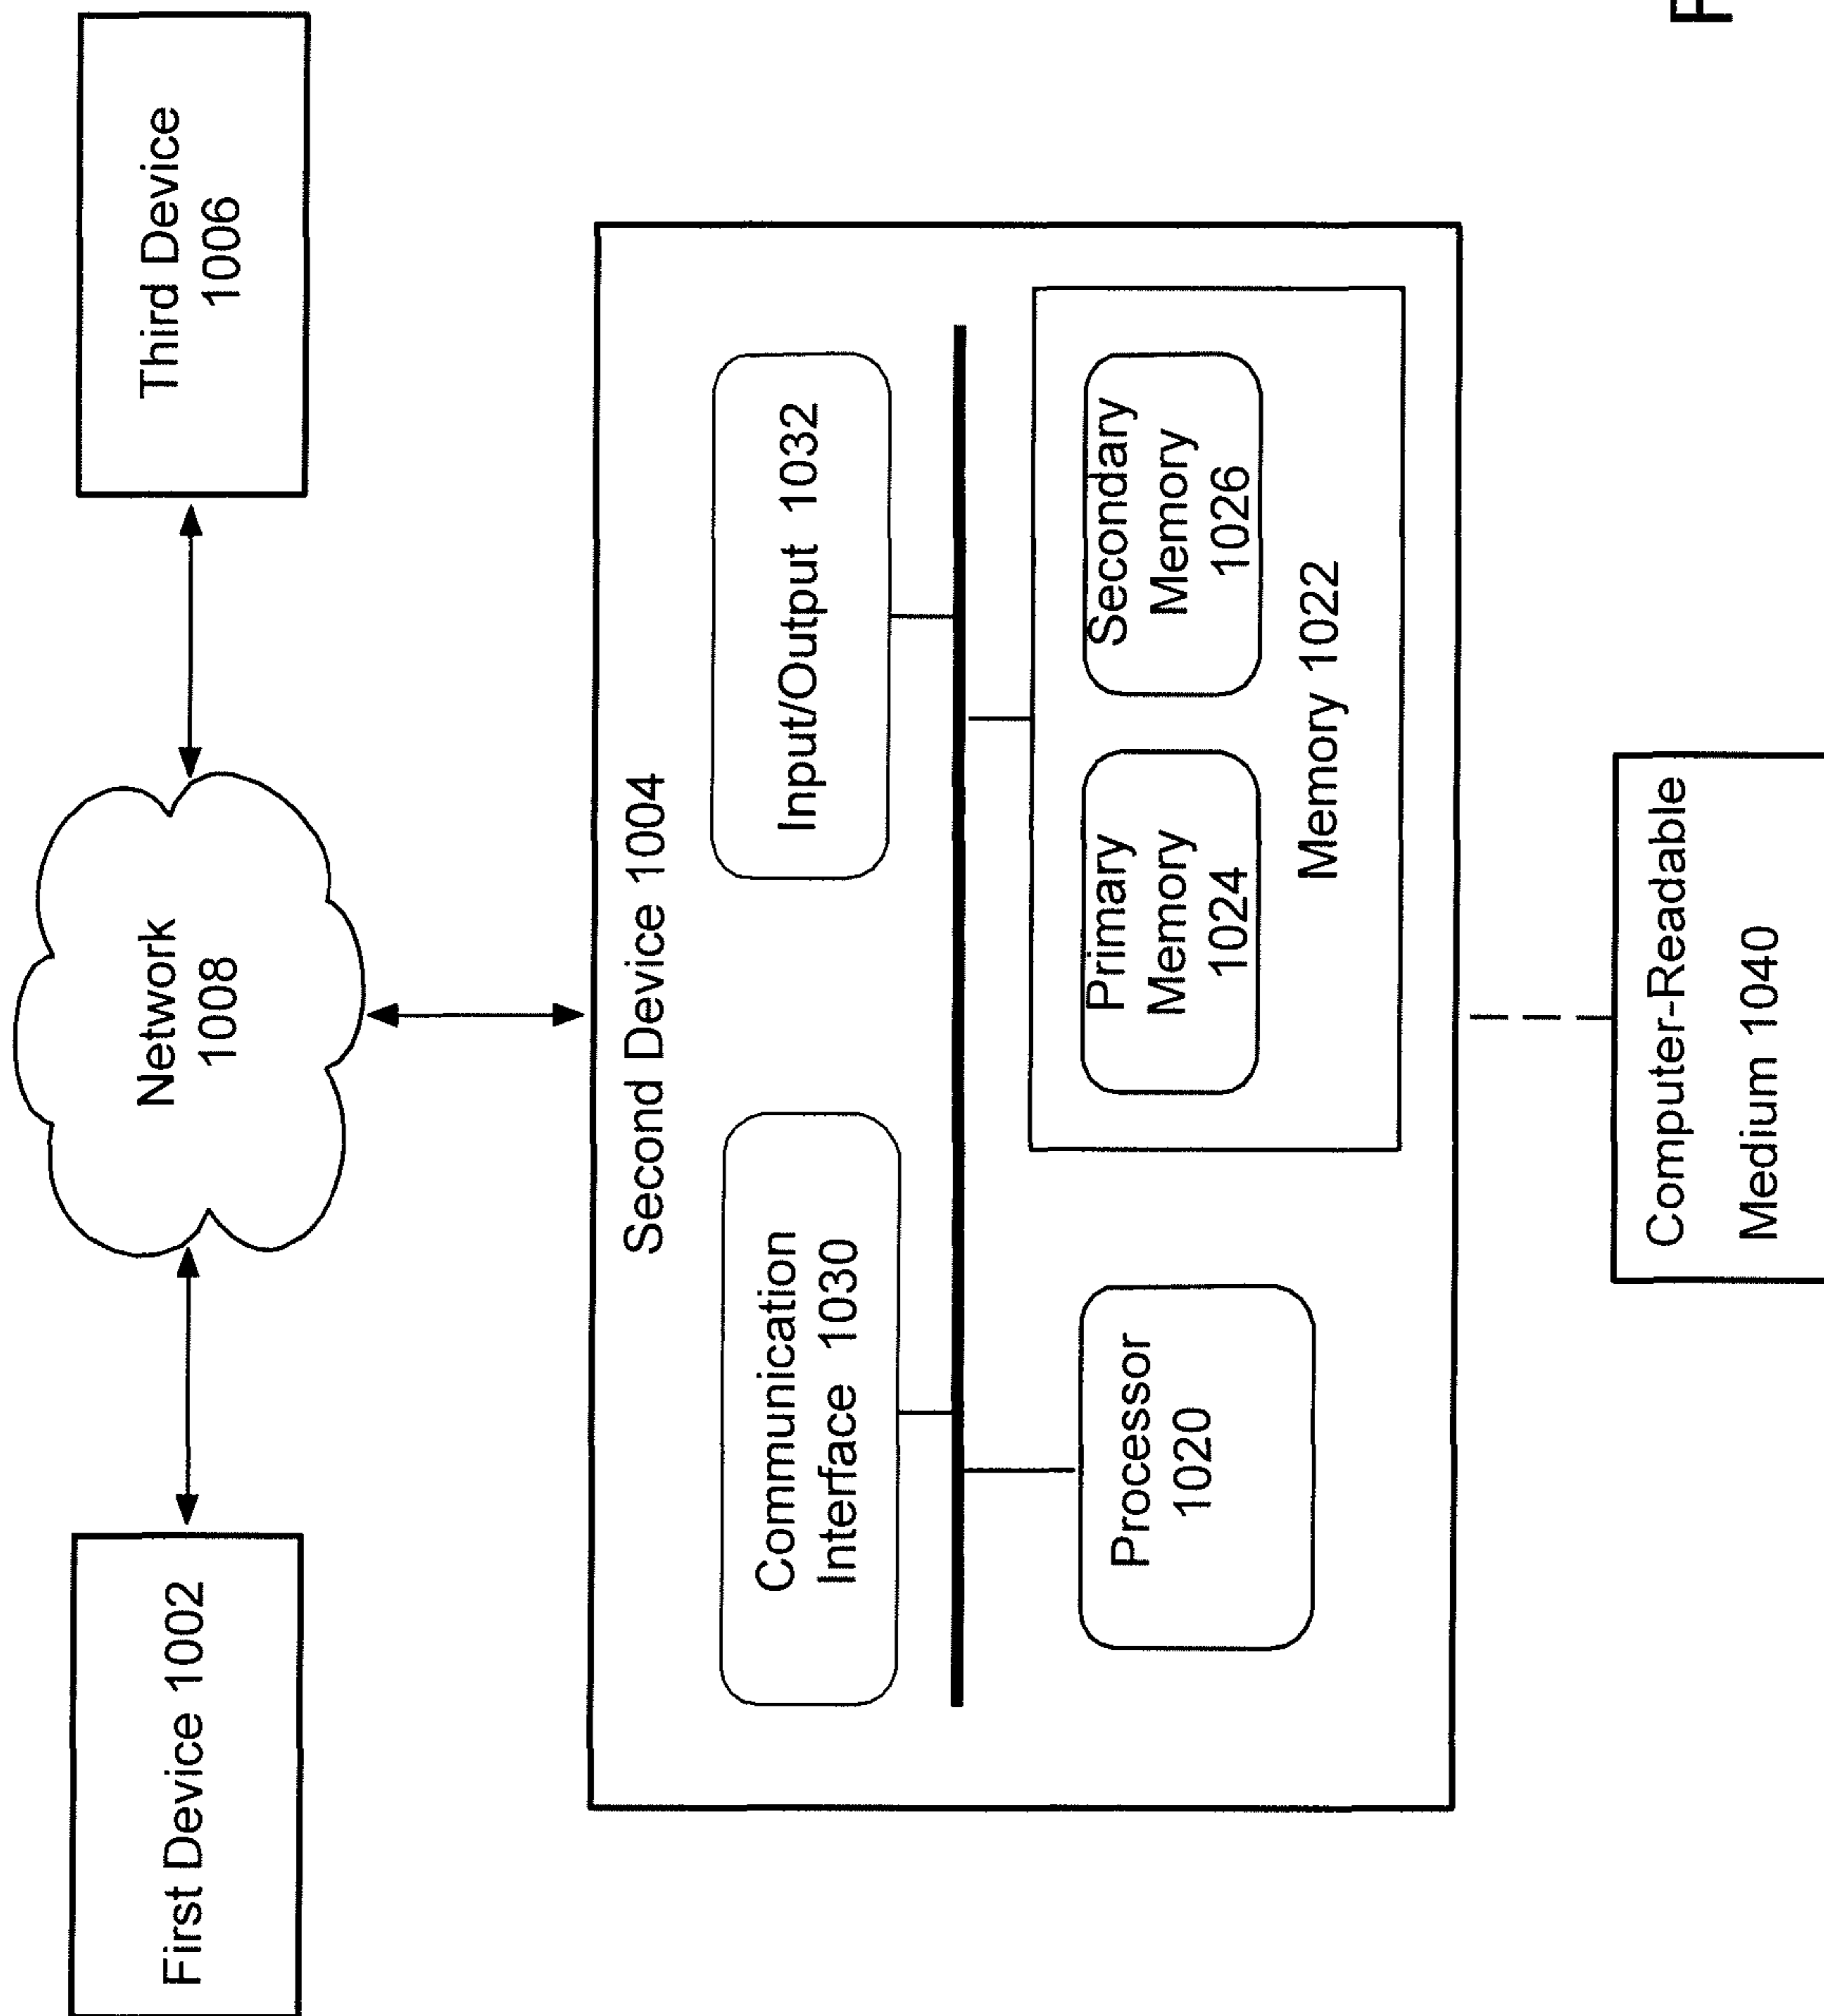 First Device 1002
Network
1008
Third Device
1006
Second Device 1004
Communication
Interface 1030
Input/Output 1032
Processor
1020
Primary
Memory
1024
Secondary
Memory
1026
Memory 1022
Computer-Readable
Medium 1040
F